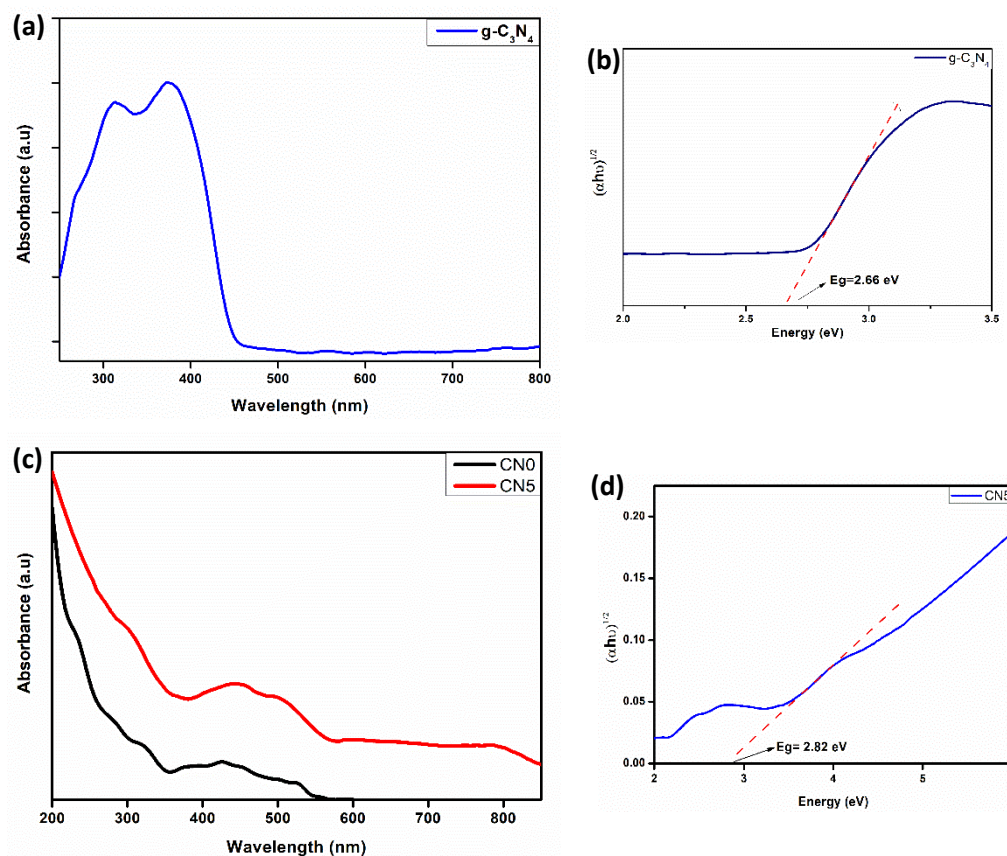 (a)
g-C₃N₄
Absorbance (a.u)
300 400 500 600 700 800
Wavelength (nm)
(b)
g-C₃N₄
(αhυ)^1/2
Eg=2.66 eV
2.0 2.5 3.0 3.5
Energy (eV)
(c)
CN0
CN5
Absorbance (a.u)
200 300 400 500 600 700 800
Wavelength (nm)
(d)
CN5
(αhυ)^1/2
0.20
0.15
0.10
0.05
0.00
Eg= 2.82 eV
2 3 4 5
Energy (eV)